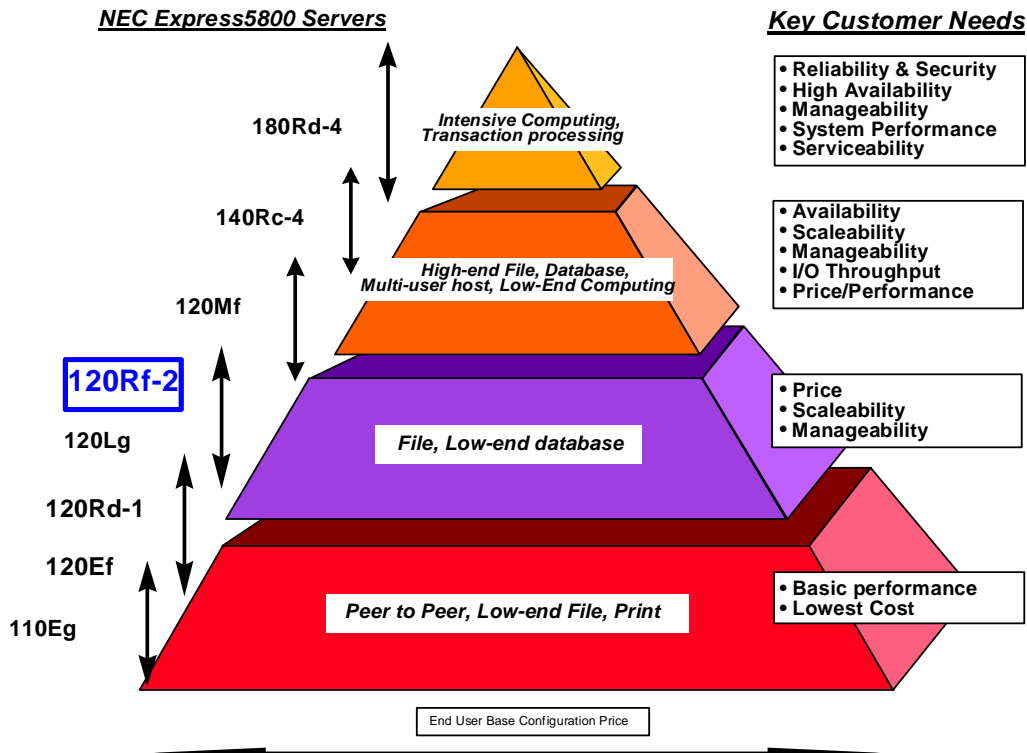 NEC Express5800 Servers
Key Customer Needs
180Rd-4
140Rc-4
120Mf
120Rf-2
120Lg
120Rd-1
120Ef
110Eg
Intensive Computing,
Transaction processing
• Reliability & Security
• High Availability
• Manageability
• System Performance
• Serviceability
High-end File, Database,
Multi-user host, Low-End Computing
• Availability
• Scaleability
• Manageability
• I/O Throughput
• Price/Performance
File, Low-end database
• Price
• Scaleability
• Manageability
Peer to Peer, Low-end File, Print
• Basic performance
• Lowest Cost
End User Base Configuration Price